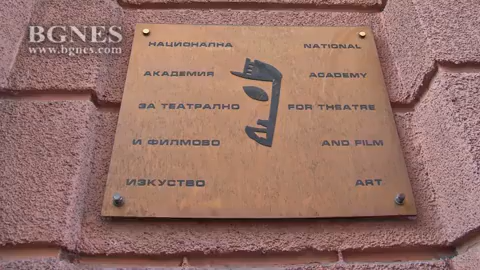 BGNES
www.bgnes.com
НАЦИОНАЛНА NATIONAL
АКАДЕМИЯ ACADEMY
ЗА ТЕАТРАЛНО FOR THEATRE
И ФИЛМОВО AND FILM
ИЗКУСТВО ART